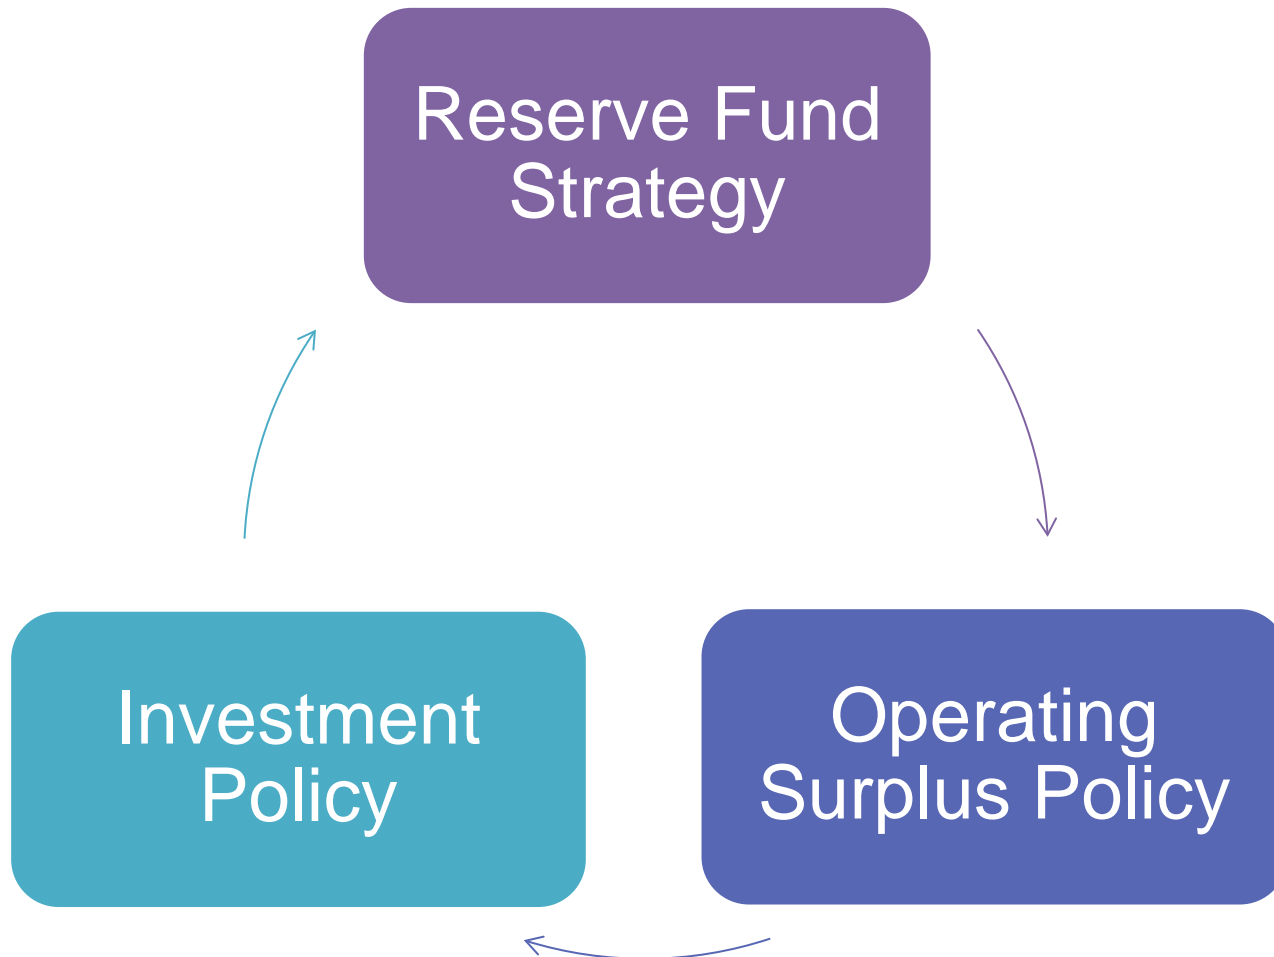 Reserve Fund
Strategy
Investment
Policy
Operating
Surplus Policy